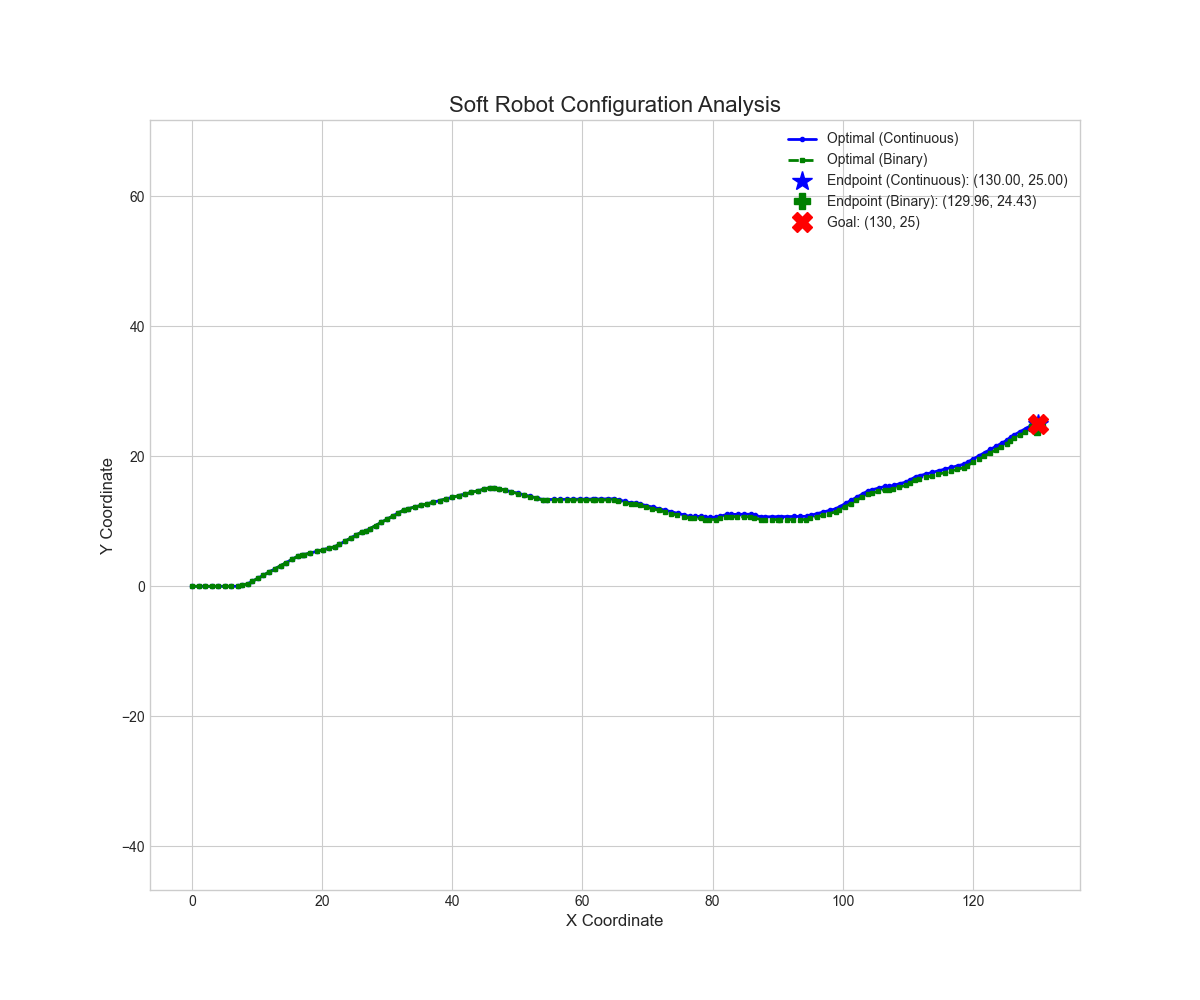 Soft Robot Configuration Analysis
Optimal (Continuous)
Optimal (Binary)
Endpoint (Continuous): (130.00, 25.00)
Endpoint (Binary): (129.96, 24.43)
Goal: (130, 25)
60
40
20
0
−20
−40
Y Coordinate
0 20 40 60 80 100 120
X Coordinate